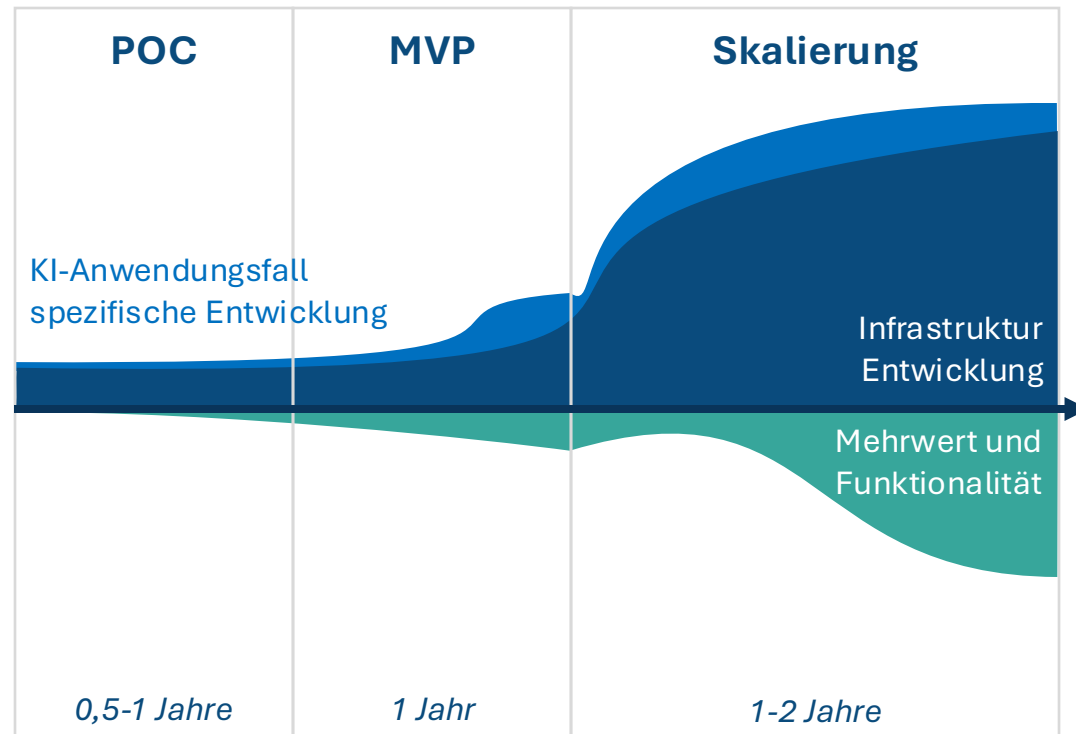 POC
MVP
Skalierung
KI-Anwendungsfall
spezifische Entwicklung
Infrastruktur
Entwicklung
Mehrwert und
Funktionalität
0,5-1 Jahre
1 Jahr
1-2 Jahre